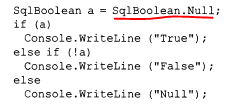 SqlBoolean a = SqlBoolean.Null;
if (a)
  Console.WriteLine ("True");
else if (!a)
  Console.WriteLine ("False");
else
  Console.WriteLine ("Null");